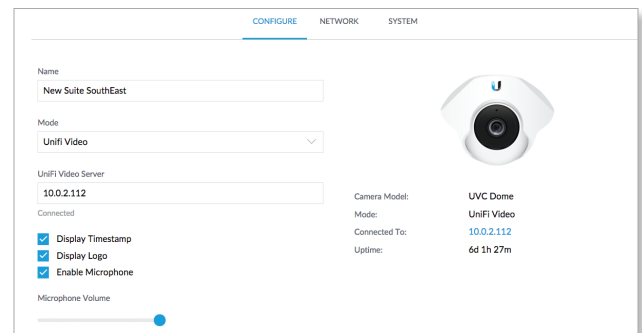 CONFIGURE NETWORK SYSTEM
Name
New Suite SouthEast
Mode
Unifi Video
UniFi Video Server
10.0.2.112
Connected
Display Timestamp
Display Logo
Enable Microphone
Microphone Volume
Camera Model: UVC Dome
Mode: UniFi Video
Connected To: 10.0.2.112
Uptime: 6d 1h 27m